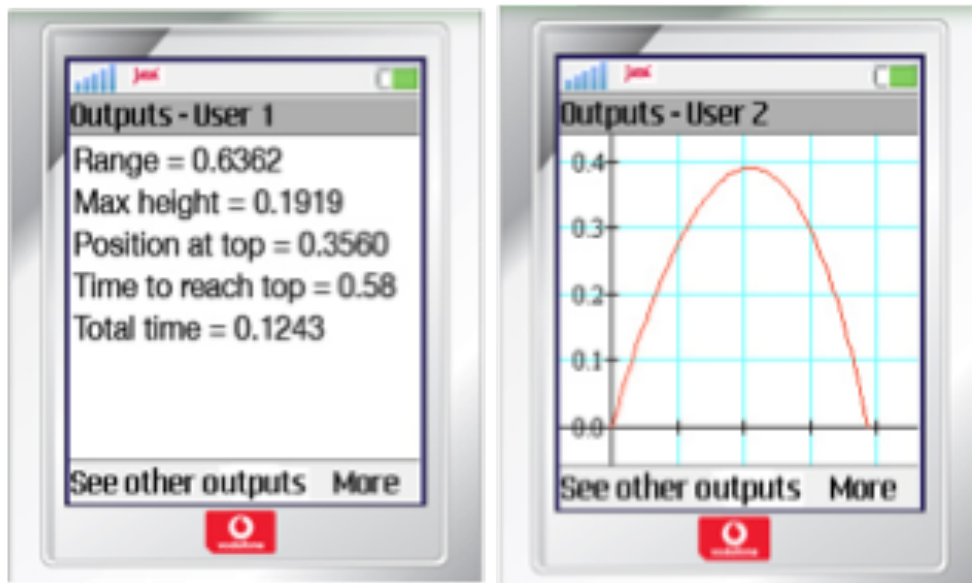 Outputs - User 1
Range = 0.6362
Max height = 0.1919
Position at top = 0.3560
Time to reach top = 0.58
Total time = 0.1243
See other outputs More
vodafone
Outputs - User 2
0.4
0.3
0.2
0.1
0.0
See other outputs More
vodafone